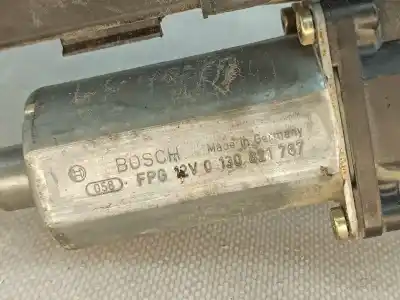 BOSCH Made in Germany
058 FPG 12V 0 130 821 767